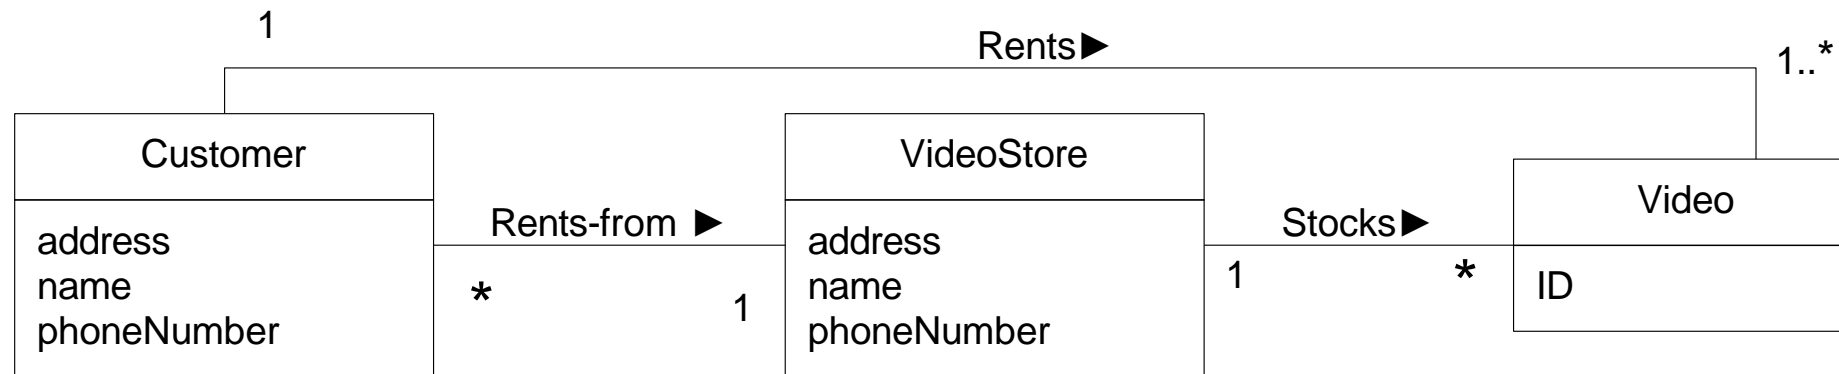 1
Rents►
1..*
Customer
address
name
phoneNumber
Rents-from ►
*
1
VideoStore
address
name
phoneNumber
Stocks►
1
*
Video
ID